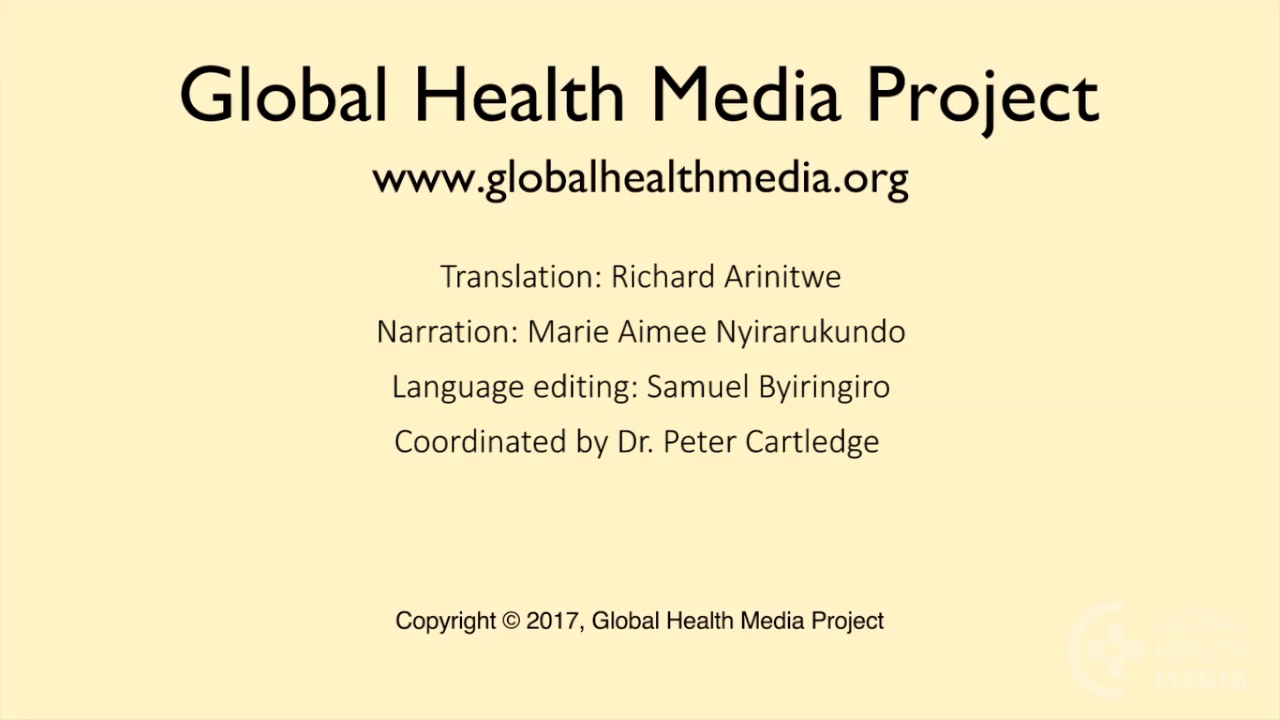 Global Health Media Project
www.globalhealthmedia.org
Translation: Richard Arinitwe
Narration: Marie Aimee Nyirarukundo
Language editing: Samuel Byiringiro
Coordinated by Dr. Peter Cartledge
Copyright © 2017, Global Health Media Project
GLOBAL
HEALTH
MEDIA